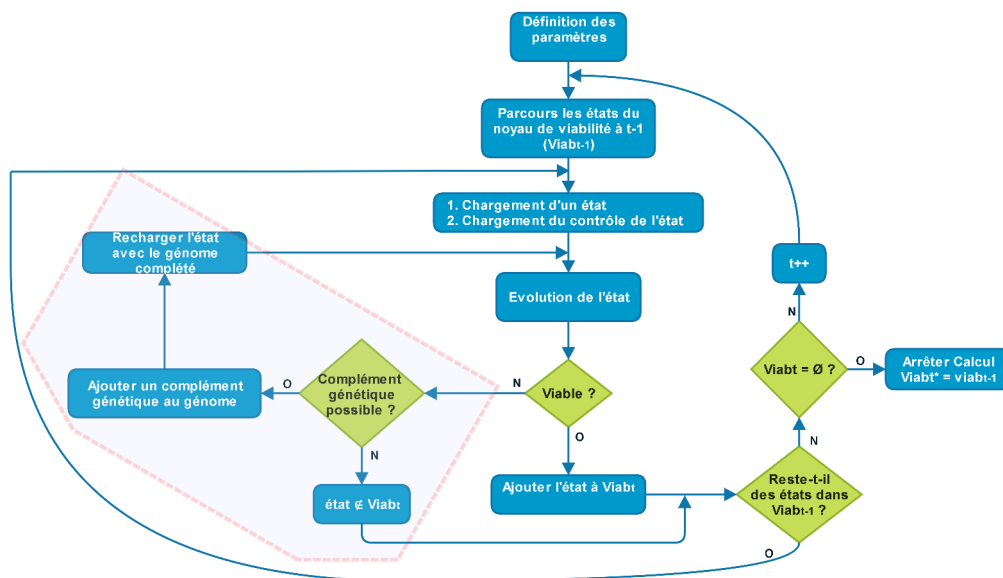 Définition des
paramètres
Parcours les états du
noyau de viabilité à t-1
(Viabt-1)
1. Chargement d'un état
2. Chargement du contrôle de l'état
Recharger l'état
avec le génome
complété
t++
Evolution de l'état
N
Viabt = Ø ?
O
Arrêter Calcul
Viabt* = viabt-1
Ajouter un complément
génétique au génome
O
Complément
génétique
possible ?
N
Viable ?
O
N
N
Ajouter l'état à Viabt
Reste-t-il
des états dans
Viabt-1 ?
état ∉ Viabt
O